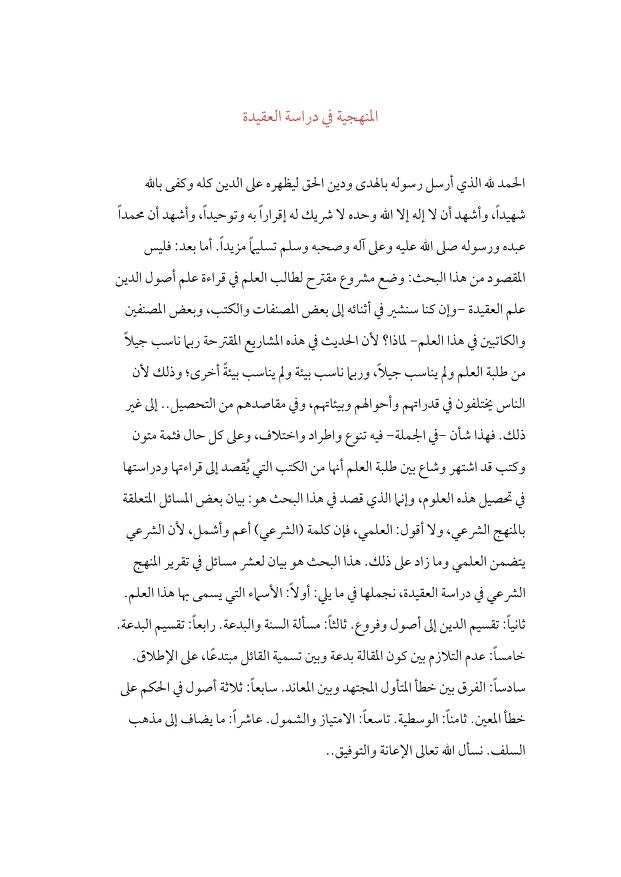 المنهجية في دراسة العقيدة
الحمد لله الذي أرسل رسوله بالهدى ودين الحق ليظهره على الدين كله وكفى بالله
شهيداً، وأشهد أن لا إله إلا الله وحده لا شريك له إقراراً به وتوحيداً، وأشهد أن محمداً
عبده ورسوله صلى الله عليه وعلى آله وصحبه وسلم تسليماً مزيداً. أما بعد: فليس
المقصود من هذا البحث: وضع مشروع مقترح لطالب العلم في قراءة علم أصول الدين
علم العقيدة -وإن كنا سنشير في أثنائه إلى بعض المصنفات والكتب، وبعض المصنفين
والكاتبين في هذا العلم- لماذا؟ لأن الحديث في هذه المشاريع المقترحة ربما ناسب جيلاً
من طلبة العلم ولم يناسب جيلاً، وربما ناسب بيئة ولم يناسب بيئةً أخرى؛ وذلك لأن
الناس يختلفون في قدراتهم وأحوالهم وبيئاتهم، وفي مقاصدهم من التحصيل.. إلى غير
ذلك. فهذا شأن -في الجملة- فيه تنوع واطراد واختلاف، وعلى كل حال فثمة متون
وكتب قد اشتهر وشاع بين طلبة العلم أنها من الكتب التي يُقصد إلى قراءتها ودراستها
في تحصيل هذه العلوم، وإنما الذي قصد في هذا البحث هو: بيان بعض المسائل المتعلقة
بالمنهج الشرعي، ولا أقول: العلمي، فإن كلمة (الشرعي) أعم وأشمل، لأن الشرعي
يتضمن العلمي وما زاد على ذلك. هذا البحث هو بيان لعشر مسائل في تقرير المنهج
الشرعي في دراسة العقيدة، نجملها في ما يلي: أولاً: الأسماء التي يسمى بها هذا العلم.
ثانياً: تقسيم الدين إلى أصول وفروع. ثالثاً: مسألة السنة والبدعة. رابعاً: تقسيم البدعة.
خامساً: عدم التلازم بين كون المقالة بدعة وبين تسمية القائل مبتدعًا، على الإطلاق.
سادساً: الفرق بين خطأ المتأول المجتهد وبين المعاند. سابعاً: ثلاثة أصول في الحكم على
خطأ المعين. ثامناً: الوسطية. تاسعاً: الامتياز والشمول. عاشراً: ما يضاف إلى مذهب
السلف. نسأل الله تعالى الإعانة والتوفيق..